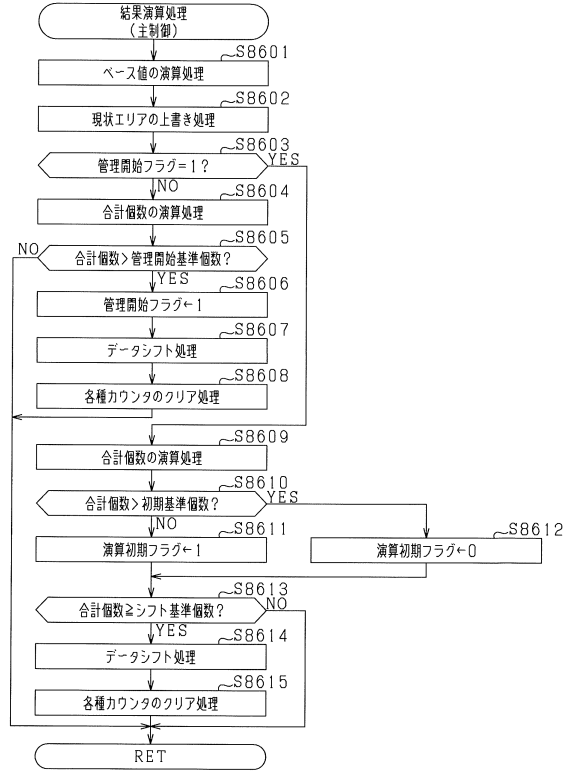 結果演算処理
(主制御)
S8601
ベース値の演算処理
S8602
現状エリアの上書き処理
S8603
管理開始フラグ=1?
YES
NO
S8604
合計個数の演算処理
S8605
NO
合計個数>管理開始基準個数?
YES
S8606
管理開始フラグ←1
S8607
データシフト処理
S8608
各種カウンタのクリア処理
S8609
合計個数の演算処理
S8610
合計個数>初期基準個数?
YES
NO
S8611
演算初期フラグ←1
S8612
演算初期フラグ←0
S8613
合計個数≧シフト基準個数?
NO
YES
S8614
データシフト処理
S8615
各種カウンタのクリア処理
RET